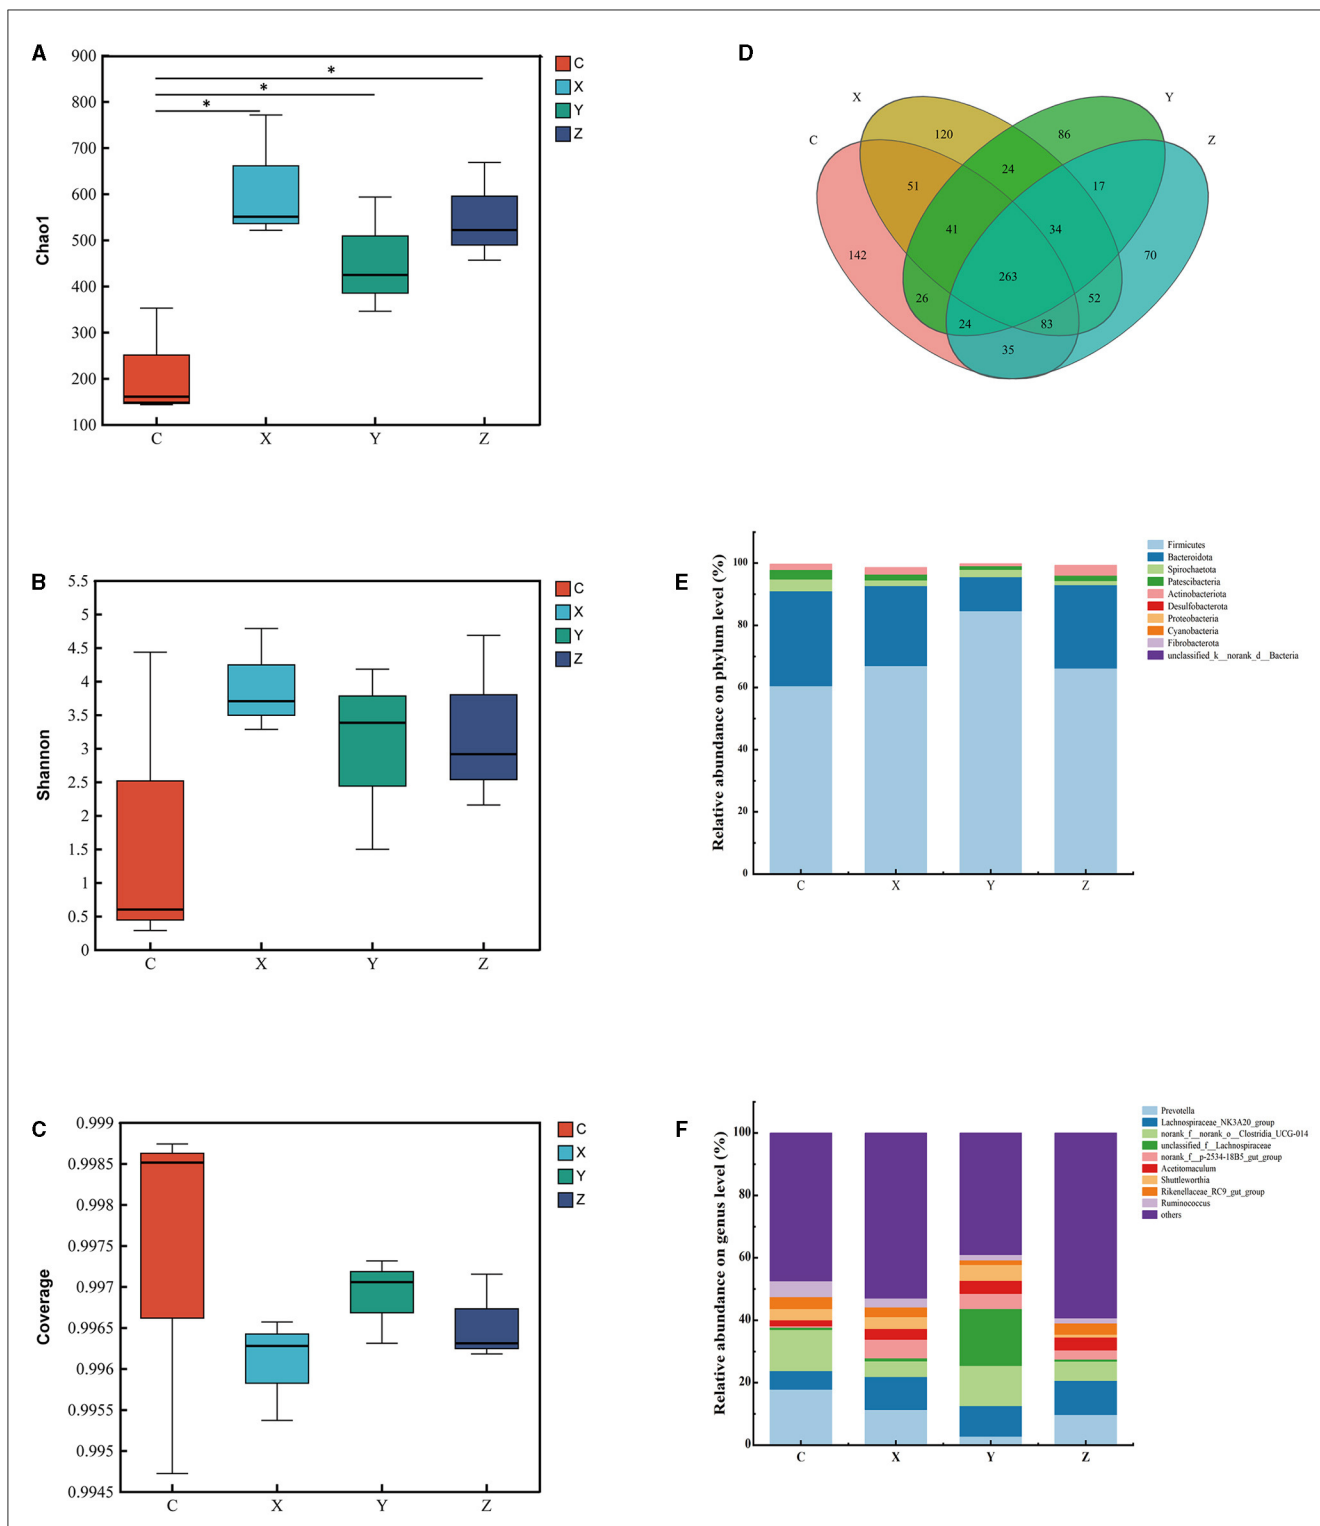 A
900
800
700
600
500
400
300
200
100
Chao1
*
*
*
C
X
Y
Z
C
X
Y
Z
B
5.5
5
4.5
4
3.5
3
2.5
2
1.5
1
0.5
0
Shannon
C
X
Y
Z
C
X
Y
Z
C
0.999
0.9985
0.998
0.9975
0.997
0.9965
0.996
0.9955
0.995
0.9945
Coverage
C
X
Y
Z
C
X
Y
Z
D
X
Y
C
Z
120
86
24
51
17
41
34
142
70
263
26
52
24
83
35
E
Relative abundance on phylum level (%)
100
80
60
40
20
0
C
X
Y
Z
Firmicutes
Bacteroidota
Spirochaetota
Patescibacteria
Actinobacteriota
Desulfobacterota
Proteobacteria
Cyanobacteria
Fibrobacterota
unclassified_k__norank_d__Bacteria
F
Relative abundance on genus level (%)
100
80
60
40
20
0
C
X
Y
Z
Prevotella
Lachnospiraceae_NK3A20_group
norank_f__norank_o__Clostridia_UCG-014
unclassified_f__Lachnospiraceae
norank_f__p-2534-18B5_gut_group
Acetitomaculum
Shuttleworthia
Rikenellaceae_RC9_gut_group
Ruminococcus
others